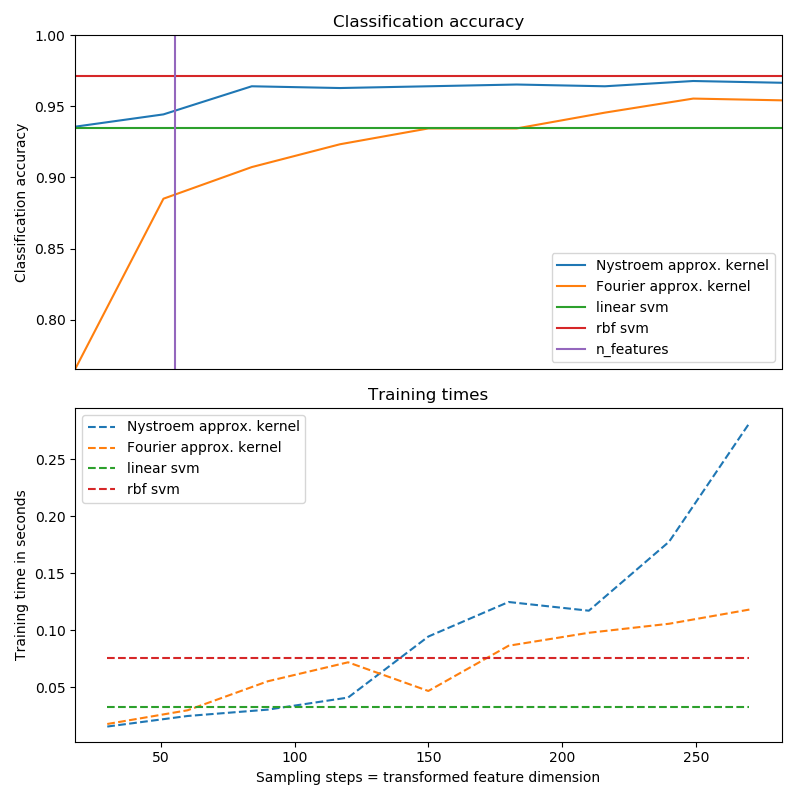 Classification accuracy
1.00
0.95
0.90
0.85
0.80
Classification accuracy
Nystroem approx. kernel
Fourier approx. kernel
linear svm
rbf svm
n_features
Training times
Nystroem approx. kernel
Fourier approx. kernel
linear svm
rbf svm
0.25
0.20
0.15
0.10
0.05
Training time in seconds
50 100 150 200 250
Sampling steps = transformed feature dimension